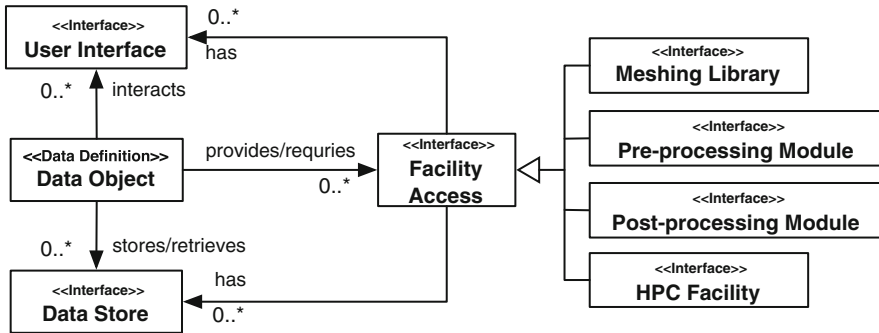 <<Interface>>
User Interface
0..*
has
0..*
interacts
<<Data Definition>>
Data Object
provides/requries
0..*
<<Interface>>
Facility
Access
0..*
stores/retrieves
<<Interface>>
Data Store
has
0..*
<<Interface>>
Meshing Library
<<Interface>>
Pre-processing Module
<<Interface>>
Post-processing Module
<<Interface>>
HPC Facility